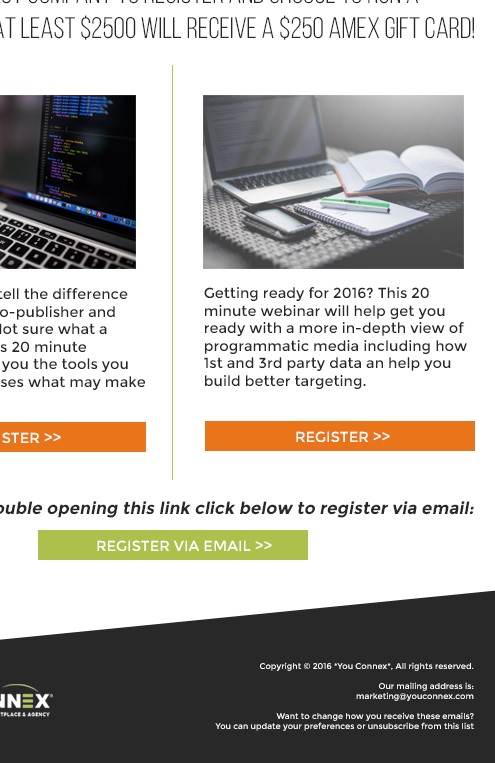 AT LEAST $2500 WILL RECEIVE A $250 AMEX GIFT CARD!
tell the difference
o-publisher and
Not sure what a
s 20 minute
you the tools you
ses what may make
STER >>
Getting ready for 2016? This 20
minute webinar will help get you
ready with a more in-depth view of
programmatic media including how
1st and 3rd party data an help you
build better targeting.
REGISTER >>
ouble opening this link click below to register via email:
REGISTER VIA EMAIL >>
NNEX
TPLACE & AGENCY
Copyright © 2016 *You Connex*, All rights reserved.
Our mailing address is:
marketing@youconnex.com
Want to change how you receive these emails?
You can update your preferences or unsubscribe from this list